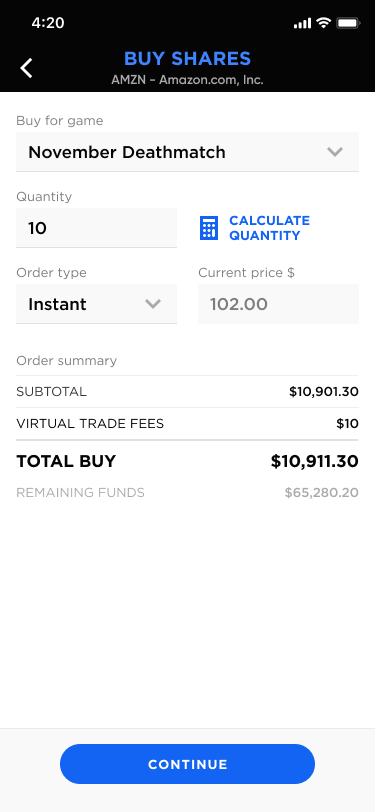 4:20
BUY SHARES
AMZN – Amazon.com, Inc.
Buy for game
November Deathmatch
Quantity
10
CALCULATE
QUANTITY
Order type
Current price $
Instant
102.00
Order summary
SUBTOTAL $10,901.30
VIRTUAL TRADE FEES $10
TOTAL BUY $10,911.30
REMAINING FUNDS $65,280.20
CONTINUE